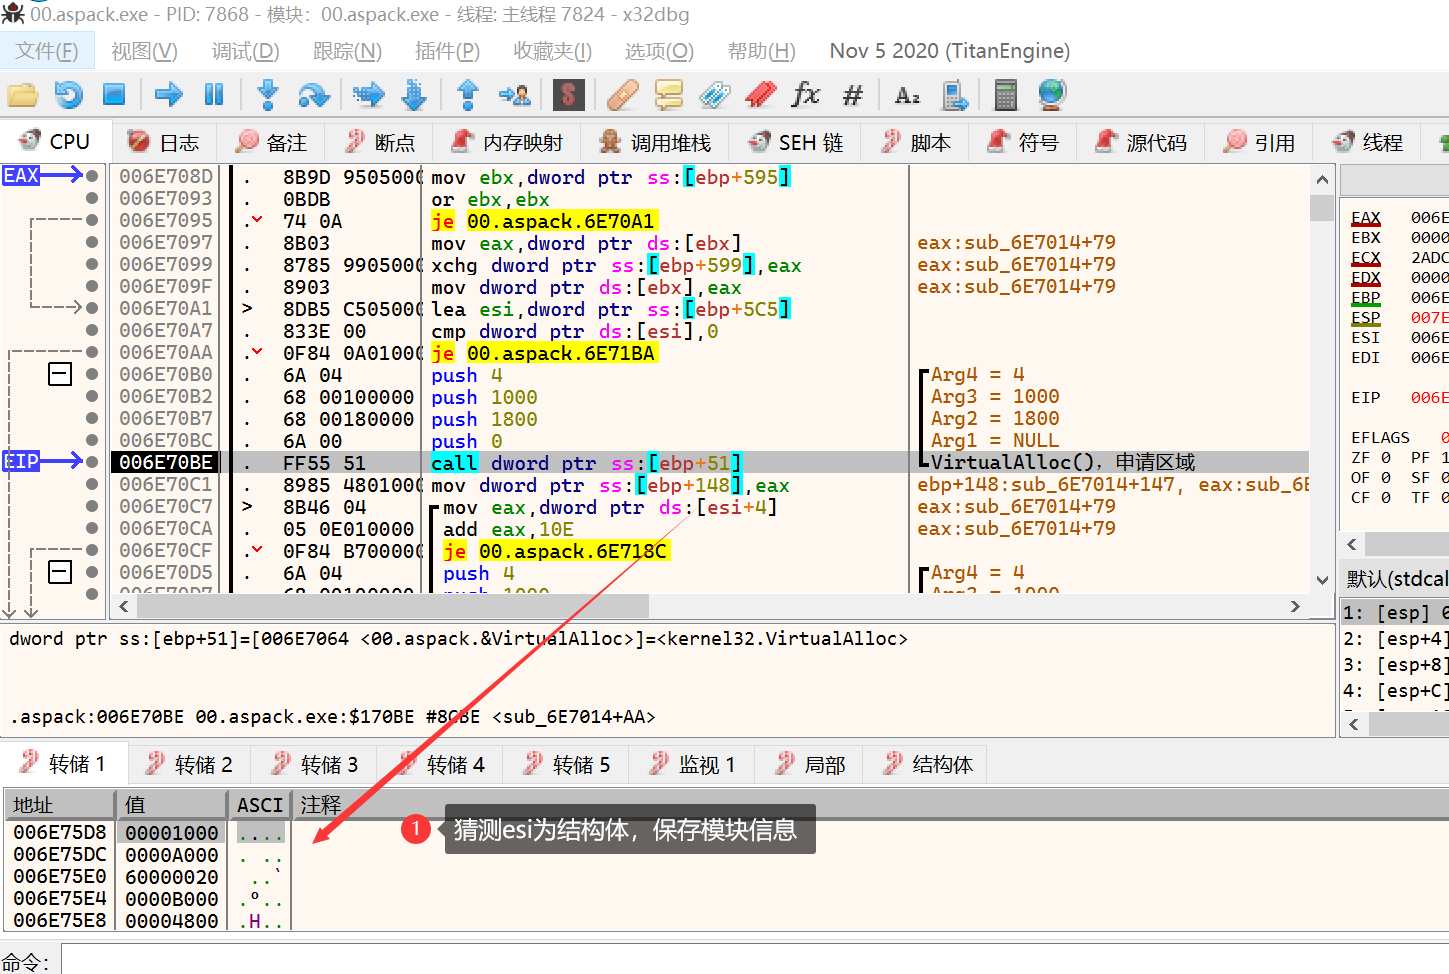 00.aspack.exe - PID: 7868 - 模块: 00.aspack.exe - 线程: 主线程 7824 - x32dbg
文件(F) 视图(V) 调试(D) 跟踪(N) 插件(P) 收藏夹(I) 选项(O) 帮助(H) Nov 5 2020 (TitanEngine)
CPU 日志 备注 断点 内存映射 调用堆栈 SEH 链 脚本 符号 源代码 引用 线程
EAX 006E708D . 8B9D 9505000 mov ebx,dword ptr ss:[ebp+595]
006E7093 . 0BDB or ebx,ebx
006E7095 . 74 0A je 00.aspack.6E70A1
006E7097 . 8B03 mov eax,dword ptr ds:[ebx] eax:sub_6E7014+79
006E7099 . 8785 9905000 xchg dword ptr ss:[ebp+599],eax eax:sub_6E7014+79
006E709F . 8903 mov dword ptr ds:[ebx],eax eax:sub_6E7014+79
006E70A1 > 8DB5 C505000 lea esi,dword ptr ss:[ebp+5C5]
006E70A7 . 833E 00 cmp dword ptr ds:[esi],0
006E70AA . 0F84 0A01000 je 00.aspack.6E71BA
006E70B0 . 6A 04 push 4 Arg4 = 4
006E70B2 . 68 00100000 push 1000 Arg3 = 1000
006E70B7 . 68 00180000 push 1800 Arg2 = 1800
006E70BC . 6A 00 push 0 Arg1 = NULL
EIP 006E70BE . FF55 51 call dword ptr ss:[ebp+51] VirtualAlloc(), 申请区域
006E70C1 . 8985 4801000 mov dword ptr ss:[ebp+148],eax ebp+148:sub_6E7014+147, eax:sub_6E
006E70C7 > 8B46 04 mov eax,dword ptr ds:[esi+4] eax:sub_6E7014+79
006E70CA . 05 0E010000 add eax,10E eax:sub_6E7014+79
006E70CF . 0F84 B700000 je 00.aspack.6E718C
006E70D5 . 6A 04 push 4 Arg4 = 4
006E70D7 . 68 00100000 push 1000 Arg3 = 1000
EAX 006E
EBX 0000
ECX 2ADC
EDX 0000
EBP 006E
ESP 007E
ESI 006E
EDI 006E
EIP 006E
EFLAGS 0
ZF 0 PF 1
OF 0 SF 0
CF 0 TF 0
默认(stdcal
1: [esp] 0
2: [esp+4]
3: [esp+8]
4: [esp+C]
dword ptr ss:[ebp+51]=[006E7064 <00.aspack.&VirtualAlloc>]=<kernel32.VirtualAlloc>
.aspack:006E70BE 00.aspack.exe:$170BE #8CBE <sub_6E7014+AA>
转储 1 转储 2 转储 3 转储 4 转储 5 监视 1 局部 结构体
地址 值 ASCI 注释
006E75D8 00001000 ....
006E75DC 0000A000 . ..
006E75E0 60000020 ..`
006E75E4 0000B000 .º..
006E75E8 00004800 .H..
1 猜测esi为结构体，保存模块信息
命令: